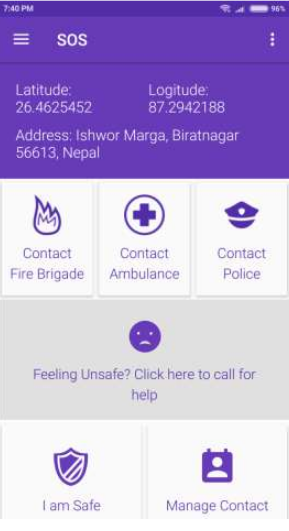 7:40 PM 96%
SOS
Latitude: Logitude:
26.4625452 87.2942188
Address: Ishwor Marga, Biratnagar
56613, Nepal
Contact Contact Contact
Fire Brigade Ambulance Police
Feeling Unsafe? Click here to call for
help
I am Safe Manage Contact